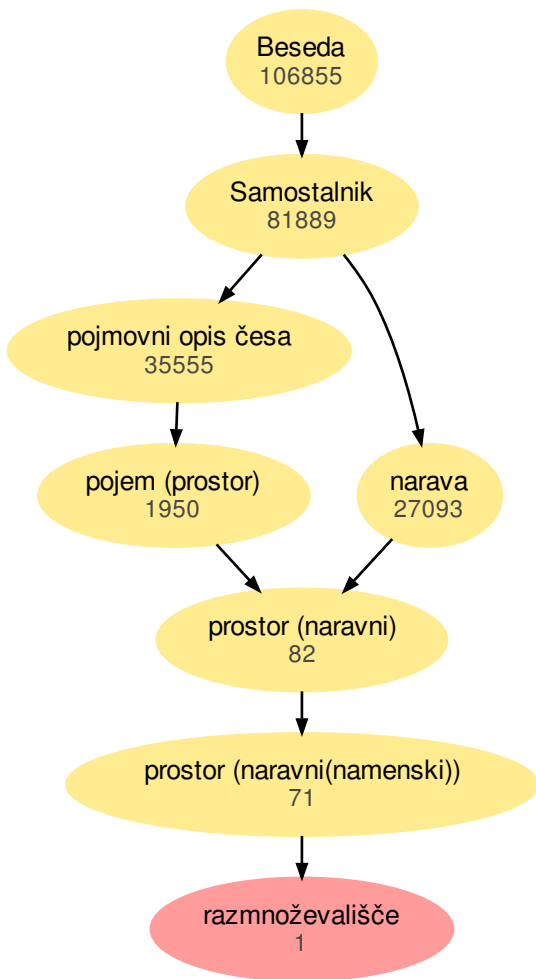 Beseda
106855
Samostalnik
81889
pojmovni opis česa
35555
pojem (prostor)
1950
narava
27093
prostor (naravni)
82
prostor (naravni(namenski))
71
razmnoževališče
1